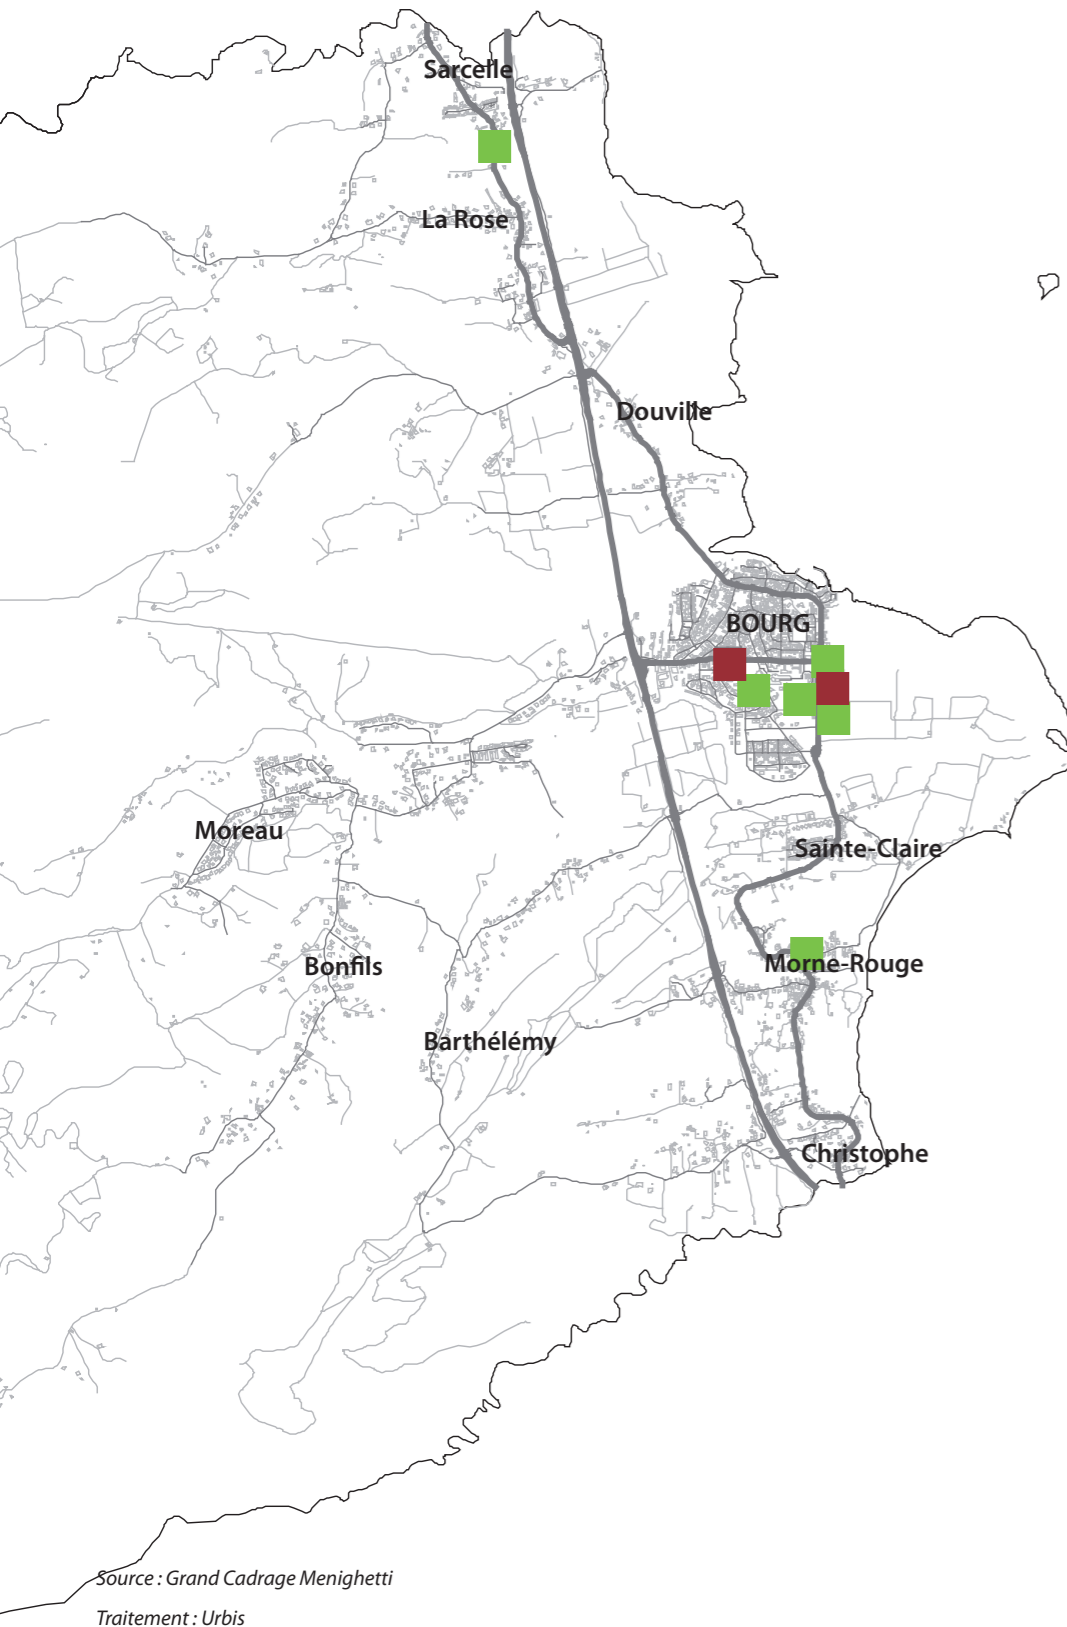 Sarcelle
La Rose
Douville
BOURG
Moreau
Sainte-Claire
Bonfils
Morne-Rouge
Barthélémy
Christophe
Source : Grand Cadrage Menighetti
Traitement : Urbis